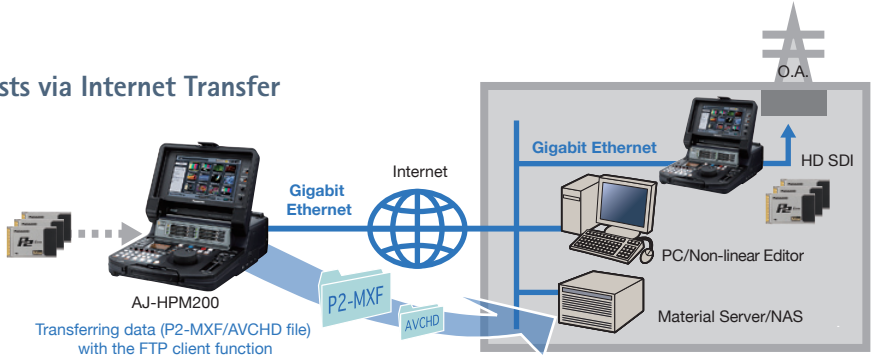 sts via Internet Transfer
O.A.
Gigabit Ethernet
HD SDI
Internet
Gigabit
Ethernet
P2
PC/Non-linear Editor
AJ-HPM200
P2-MXF
AVCHD
Material Server/NAS
Transferring data (P2-MXF/AVCHD file)
with the FTP client function